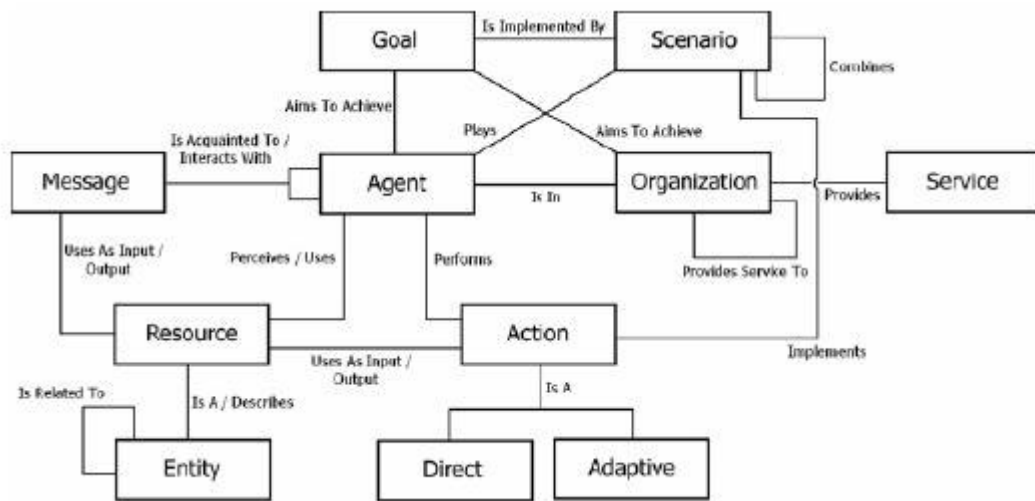 Goal
Is Implemented By
Scenario
Combines
Aims To Achieve
Plays
Aims To Achieve
Is Acquainted To /
Interacts With
Message
Agent
Is In
Organization
Provides
Service
Uses As Input /
Output
Perceives / Uses
Performs
Provides Service To
Resource
Uses As Input /
Output
Action
Implements
Is Related To
Is A / Describes
Is A
Entity
Direct
Adaptive